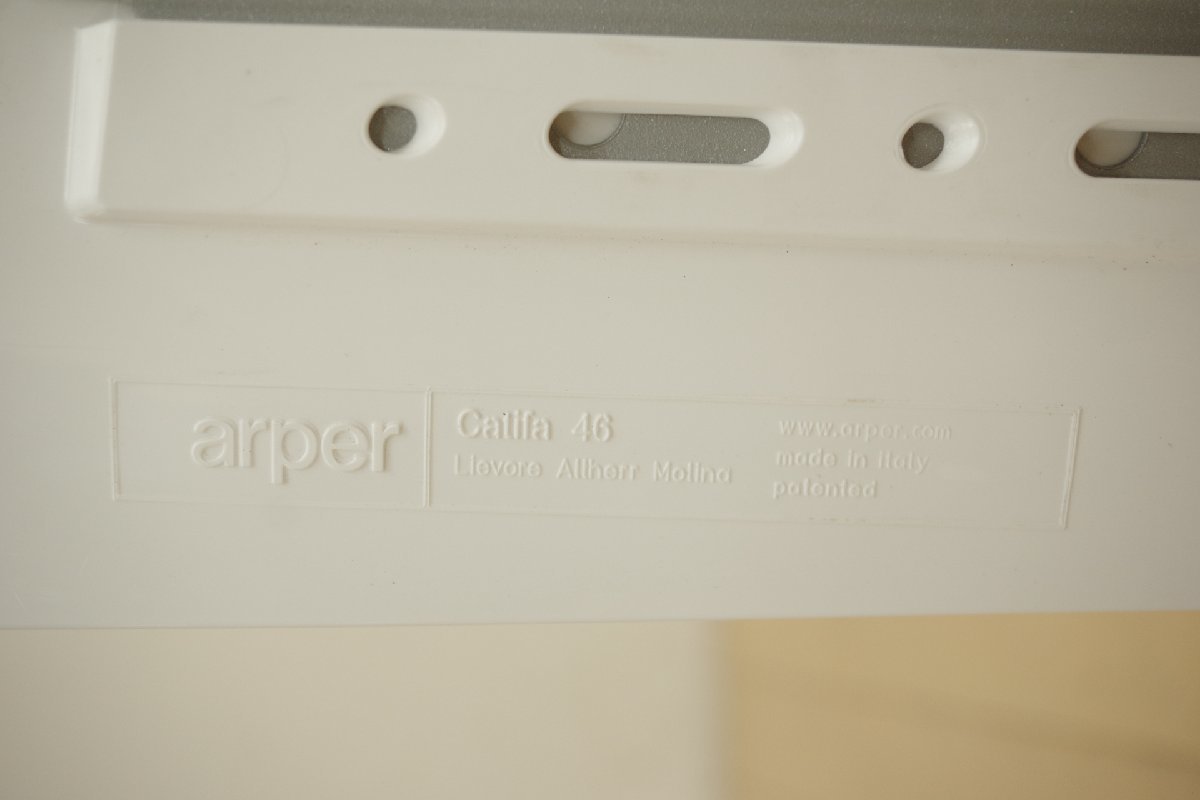 arper
Catifa 46
Lievore Altherr Molina
www.arper.com
made in italy
patented